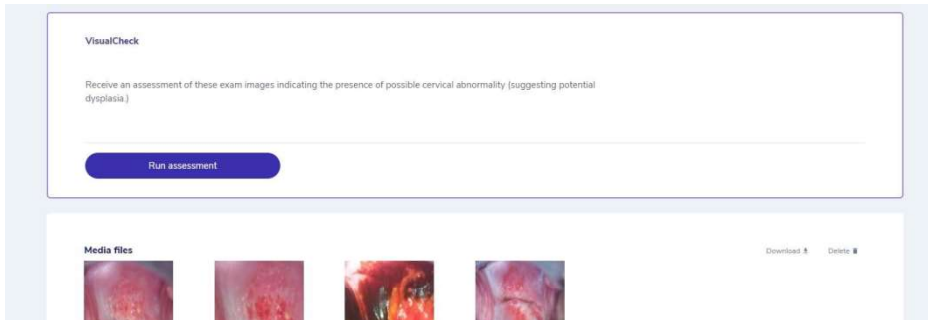 VisualCheck
Receive an assessment of these exam images indicating the presence of possible cervical abnormality (suggesting potential
dysplasia.)
Run assessment
Media files
Download
Delete